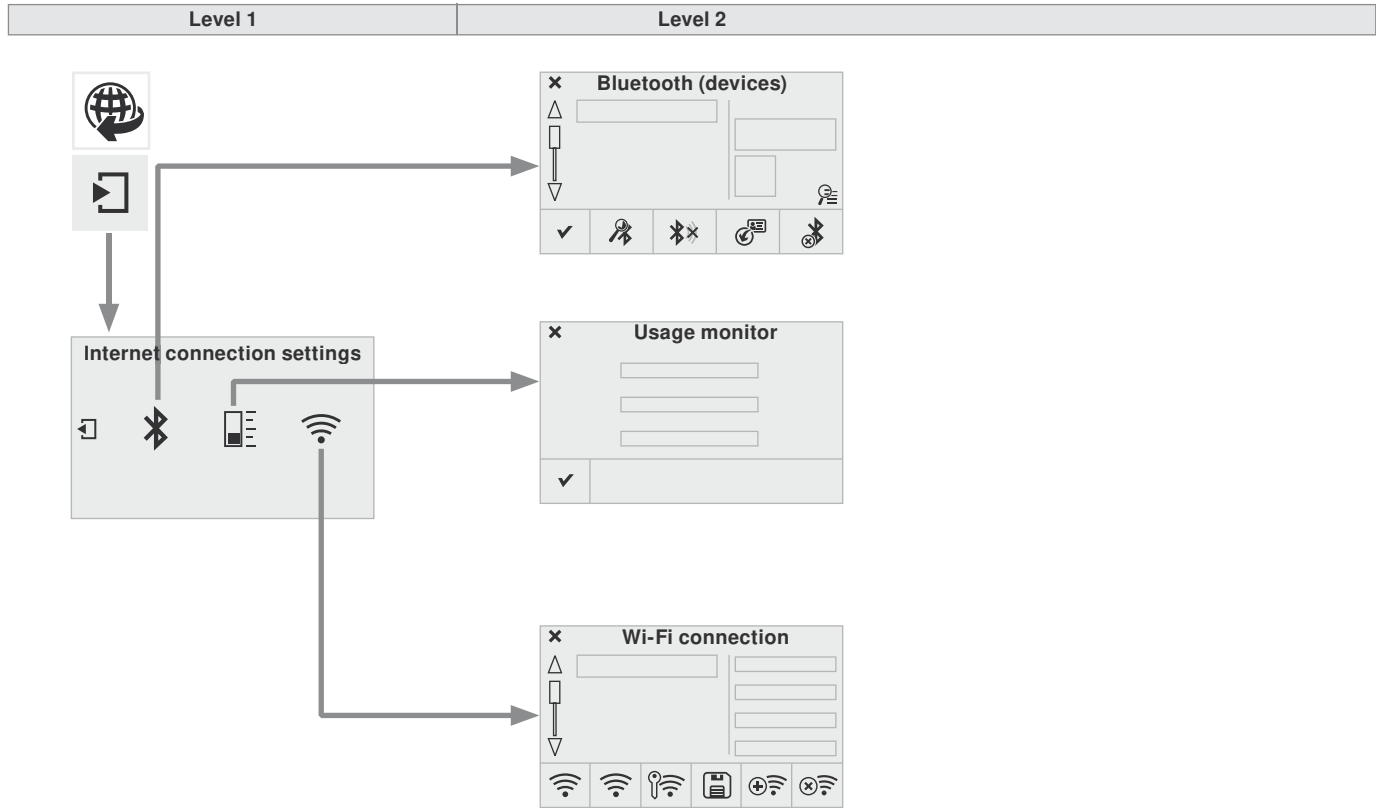 Level 1
Level 2
Bluetooth (devices)
Internet connection settings
Usage monitor
Wi-Fi connection